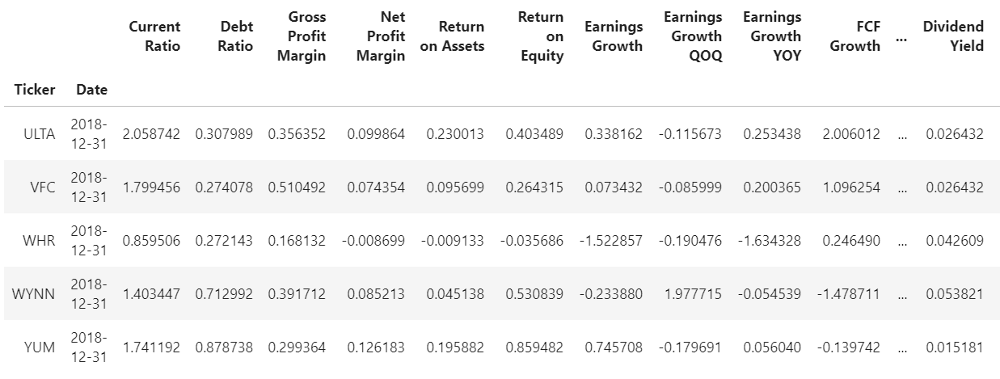 Current Ratio Debt Ratio Gross Profit Margin Net Profit Margin Return on Assets Return on Equity Earnings Growth Earnings Growth QOQ Earnings Growth YOY FCF Growth ... Dividend Yield
Ticker Date
ULTA 2018-12-31 2.058742 0.307989 0.356352 0.099864 0.230013 0.403489 0.338162 -0.115673 0.253438 2.006012 ... 0.026432
VFC 2018-12-31 1.799456 0.274078 0.510492 0.074354 0.095699 0.264315 0.073432 -0.085999 0.200365 1.096254 ... 0.026432
WHR 2018-12-31 0.859506 0.272143 0.168132 -0.008699 -0.009133 -0.035686 -1.522857 -0.190476 -1.634328 0.246490 ... 0.042609
WYNN 2018-12-31 1.403447 0.712992 0.391712 0.085213 0.045138 0.530839 -0.233880 1.977715 -0.054539 -1.478711 ... 0.053821
YUM 2018-12-31 1.741192 0.878738 0.299364 0.126183 0.195882 0.859482 0.745708 -0.179691 0.056040 -0.139742 ... 0.015181